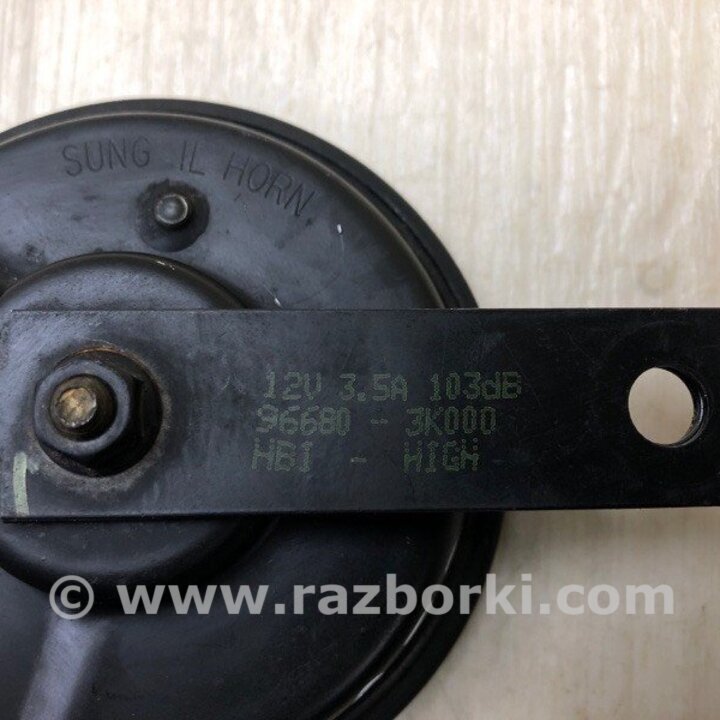 SUNG IL HORN
12V 3.5A 103dB
96680 - 3K000
HBI - HIGH
© www.razborki.com